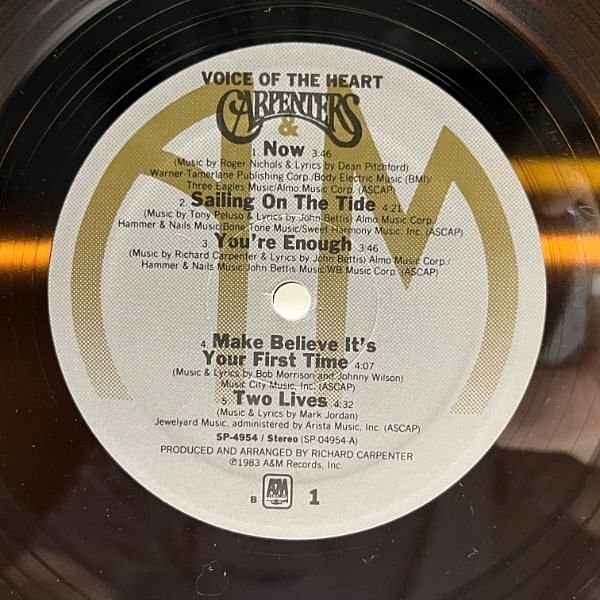 VOICE OF THE HEART
CARPENTERS
&
1. Now 3:46
(Music by Roger Nichols & Lyrics by Dean Pitchford)
Warner-Tamerlane Publishing Corp./Body Electric Music (BMI)/
Three Eagles Music/Almo Music Corp. (ASCAP)
2. Sailing On The Tide 4:21
(Music by Tony Peluso & Lyrics by John Bettis) Almo Music Corp./
Hammer & Nails Music/Bone Tone Music/Sweet Harmony Music, Inc. (ASCAP)
3. You're Enough 3:46
(Music by Richard Carpenter & Lyrics by John Bettis) Almo Music Corp./
Hammer & Nails Music/John Bettis Music/WB Music Corp. (ASCAP)
4. Make Believe It's
Your First Time 4:07
(Music & Lyrics by Bob Morrison and Johnny Wilson)
Music City Music, Inc. (ASCAP)
5. Two Lives 4:32
(Music & Lyrics by Mark Jordan)
Jewelyard Music, administered by Arista Music, Inc. (ASCAP)
SP-4954 / Stereo (SP-04954-A)
PRODUCED AND ARRANGED BY RICHARD CARPENTER
℗1983 A&M Records, Inc.
B A&M RECORDS 1